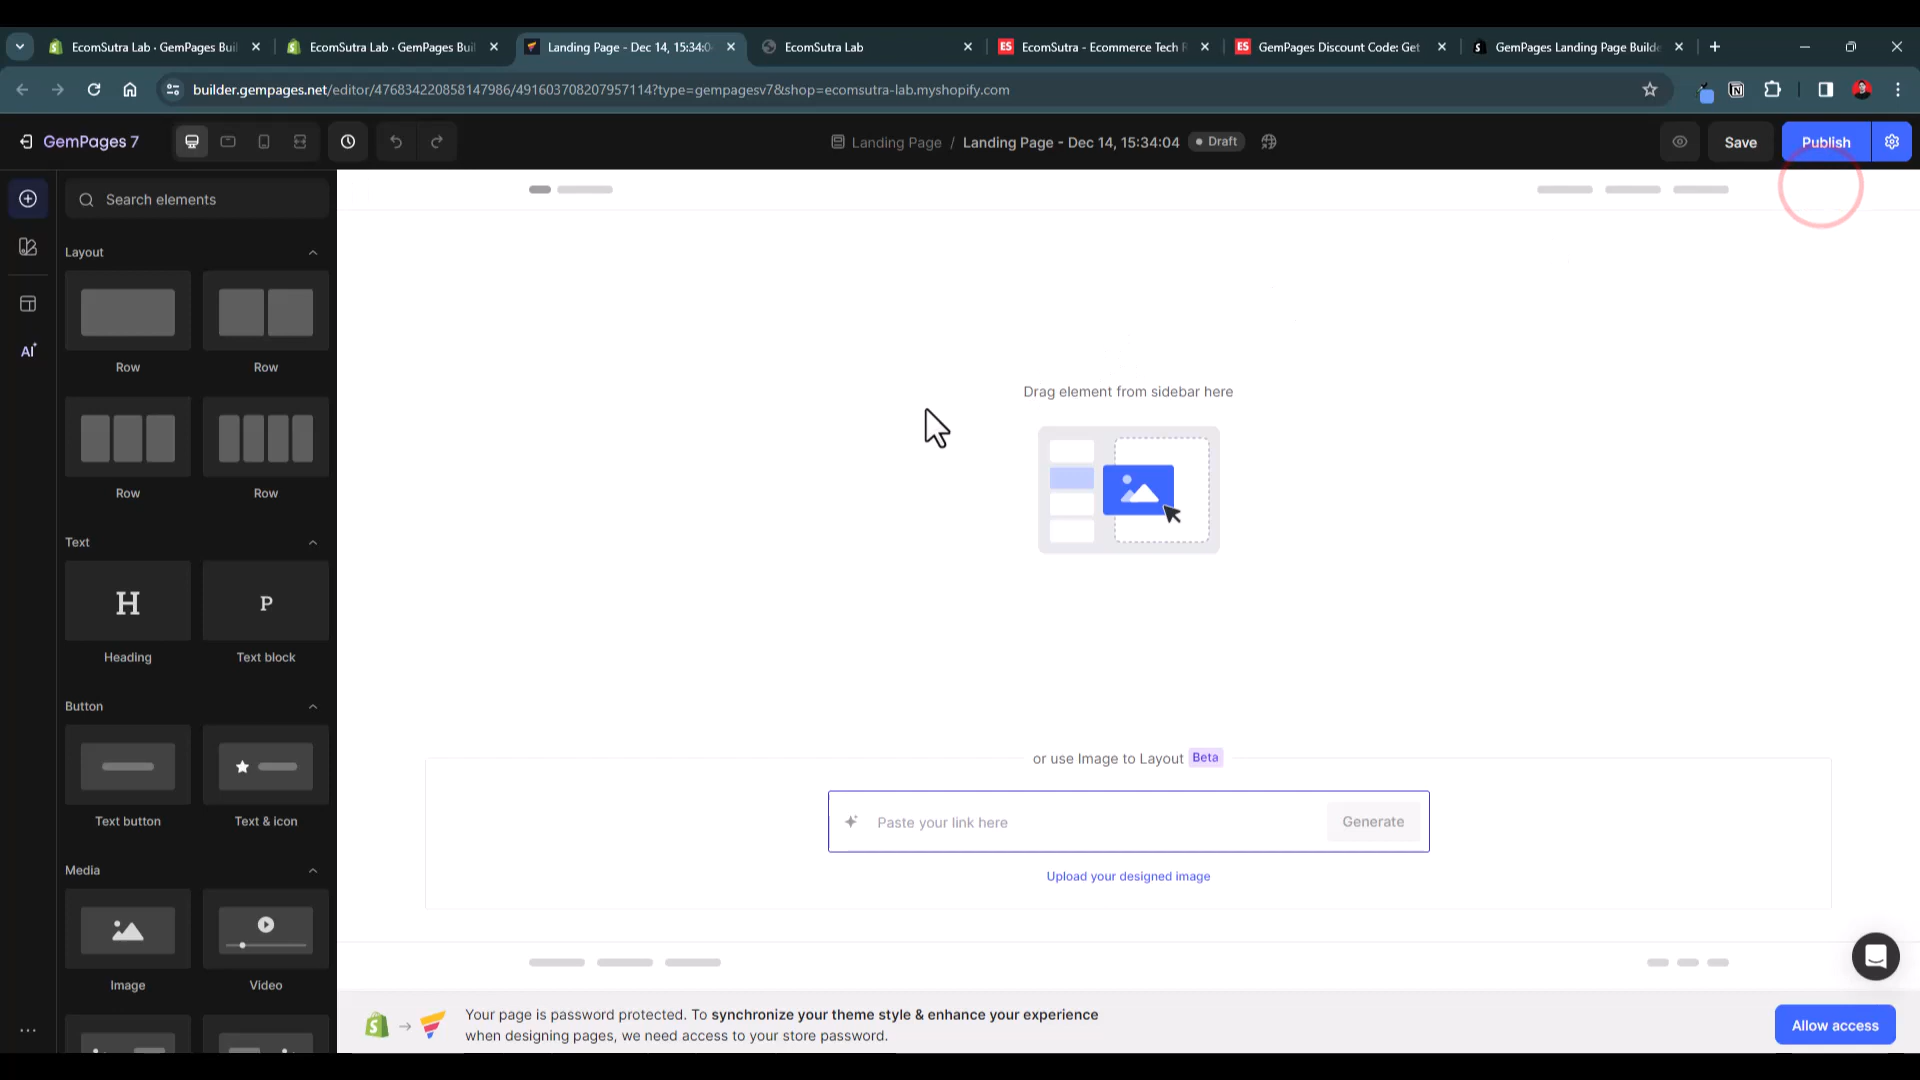 EcomSutra Lab · GemPages Buil
EcomSutra Lab · GemPages Buil
Landing Page - Dec 14, 15:34:0
EcomSutra Lab
ES EcomSutra - Ecommerce Tech R
ES GemPages Discount Code: Get
GemPages Landing Page Builde
builder.gempages.net/editor/476834220858147986/491603708207957114?type=gempagesv7&shop=ecomsutra-lab.myshopify.com
GemPages 7
Landing Page / Landing Page - Dec 14, 15:34:04
Draft
Save
Publish
Search elements
Layout
Row
Row
Row
Row
Text
H
P
Heading
Text block
Button
Text button
Text & icon
Media
Image
Video
AI
Drag element from sidebar here
or use Image to Layout Beta
Paste your link here
Generate
Upload your designed image
Your page is password protected. To synchronize your theme style & enhance your experience
when designing pages, we need access to your store password.
Allow access